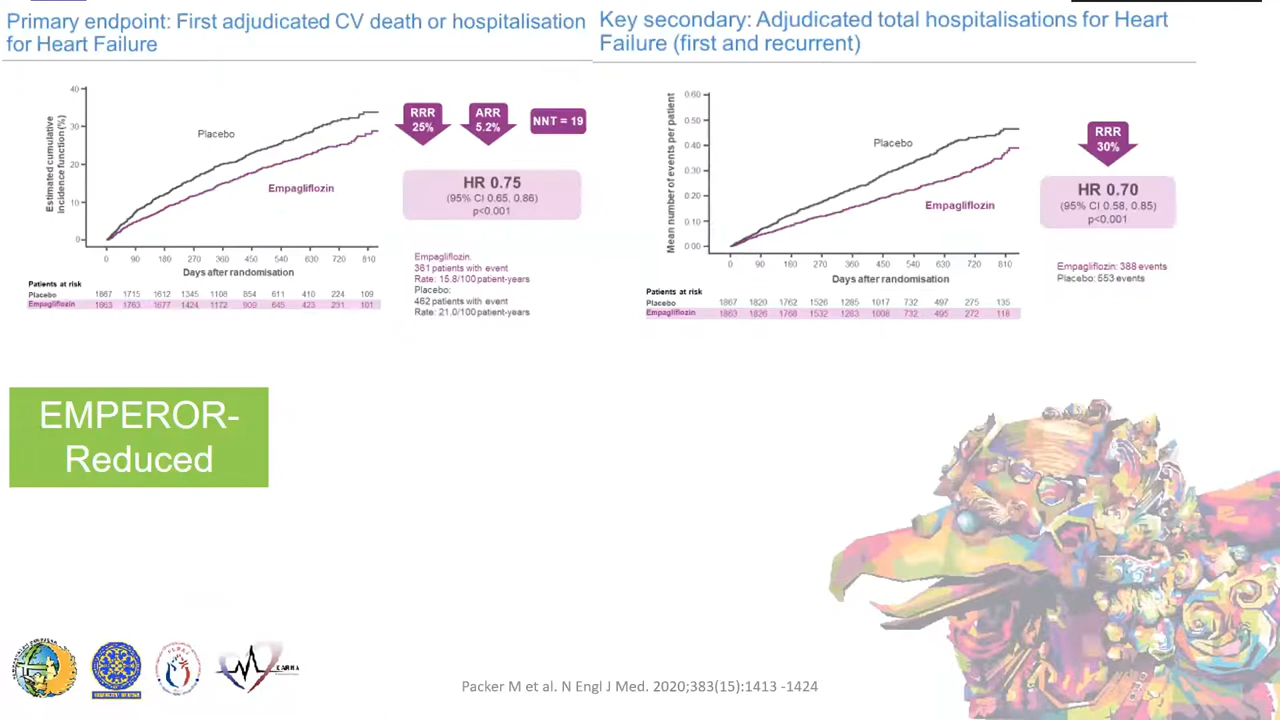 Primary endpoint: First adjudicated CV death or hospitalisation
for Heart Failure
Estimated cumulative
incidence function (%)
40
30
20
10
0
Placebo
Empagliflozin
0 90 180 270 360 450 540 630 720 810
Days after randomisation
Patients at risk
Placebo 1867 1715 1612 1345 1108 854 611 410 224 109
Empagliflozin 1863 1763 1677 1424 1172 909 645 423 231 101
RRR
25%
ARR
5.2%
NNT = 19
HR 0.75
(95% CI 0.65, 0.86)
p<0.001
Empagliflozin:
361 patients with event
Rate: 15.8/100 patient-years
Placebo:
462 patients with event
Rate: 21.0/100 patient-years
Key secondary: Adjudicated total hospitalisations for Heart
Failure (first and recurrent)
Mean number of events per patient
0.60
0.50
0.40
0.30
0.20
0.10
0.00
Placebo
Empagliflozin
0 90 160 270 360 450 540 630 720 810
Days after randomisation
Patients at risk
Placebo 1867 1820 1762 1526 1285 1017 732 497 275 135
Empagliflozin 1863 1826 1768 1532 1283 1008 732 495 272 118
RRR
30%
HR 0.70
(95% CI 0.58, 0.85)
p<0.001
Empagliflozin: 388 events
Placebo: 553 events
EMPEROR-
Reduced
Packer M et al. N Engl J Med. 2020;383(15):1413 -1424